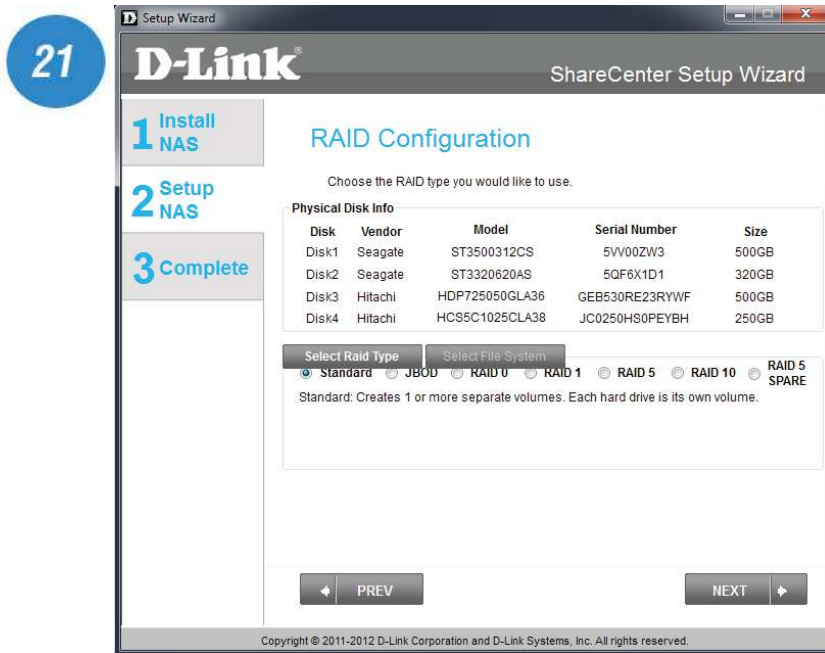 21
Setup Wizard
D-Link®
ShareCenter Setup Wizard
1 Install NAS
2 Setup NAS
3 Complete
RAID Configuration
Choose the RAID type you would like to use.
Physical Disk Info
Disk Vendor Model Serial Number Size
Disk1 Seagate ST3500312CS 5VV00ZW3 500GB
Disk2 Seagate ST3320620AS 5QF6X1D1 320GB
Disk3 Hitachi HDP725050GLA36 GEB530RE23RYWF 500GB
Disk4 Hitachi HCS5C1025CLA38 JC0250HS0PEYBH 250GB
Select Raid Type Select File System
Standard JBOD RAID 0 RAID 1 RAID 5 RAID 10 RAID 5 SPARE
Standard: Creates 1 or more separate volumes. Each hard drive is its own volume.
PREV NEXT
Copyright © 2011-2012 D-Link Corporation and D-Link Systems, Inc. All rights reserved.